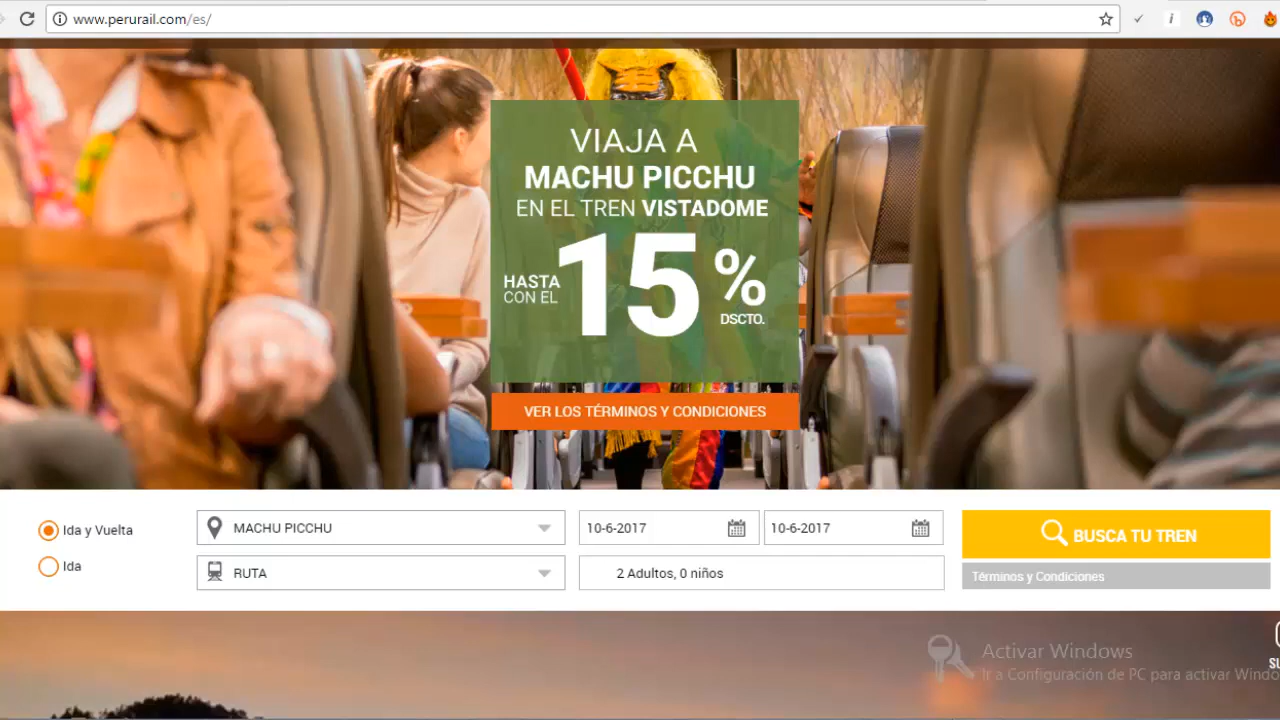 www.perurail.com/es/
VIAJA A
MACHU PICCHU
EN EL TREN VISTADOME
HASTA
CON EL
15%
DSCTO.
VER LOS TÉRMINOS Y CONDICIONES
Ida y Vuelta
MACHU PICCHU
10-6-2017
10-6-2017
BUSCA TU TREN
Ida
RUTA
2 Adultos, 0 niños
Términos y Condiciones
Activar Windows
Ir a Configuración de PC para activar